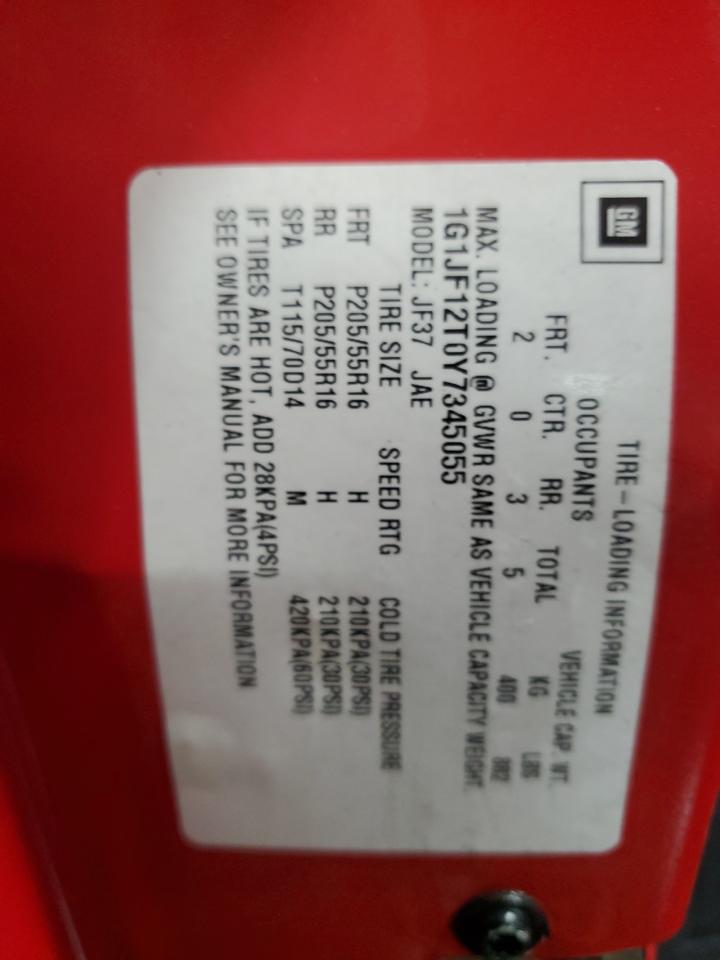 GM
TIRE-LOADING INFORMATION
OCCUPANTS VEHICLE CAP. WT.
FRT. CTR. RR. TOTAL KG LBS
2 0 3 5 400 882
MAX. LOADING @ GVWR SAME AS VEHICLE CAPACITY WEIGHT.
1G1JF12T0Y7345055
MODEL: JF37 JAE
TIRE SIZE SPEED RTG COLD TIRE PRESSURE
FRT P205/55R16 H 210KPA(30PSI)
RR P205/55R16 H 210KPA(30PSI)
SPA T115/70D14 M 420KPA(60PSI)
IF TIRES ARE HOT, ADD 28KPA(4PSI)
SEE OWNER'S MANUAL FOR MORE INFORMATION